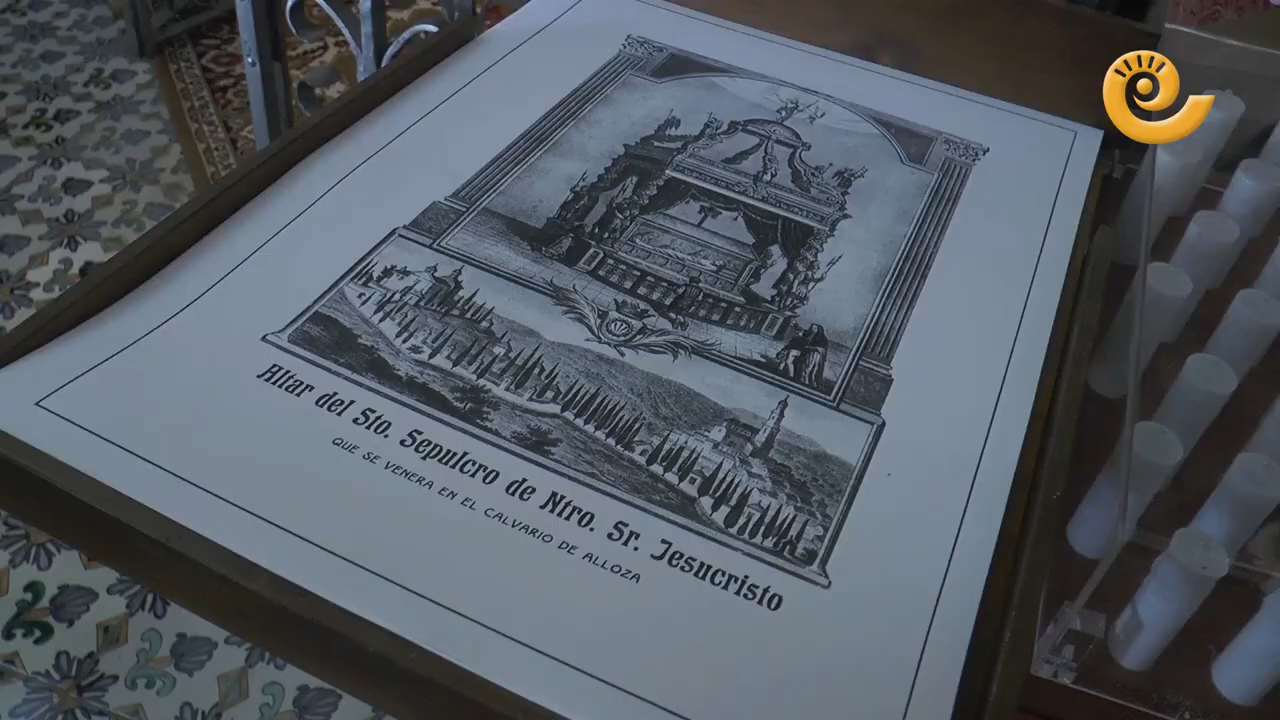 Altar del Sto. Sepulcro de Ntro. Sr. Jesucristo
QUE SE VENERA EN EL CALVARIO DE ALLOZA